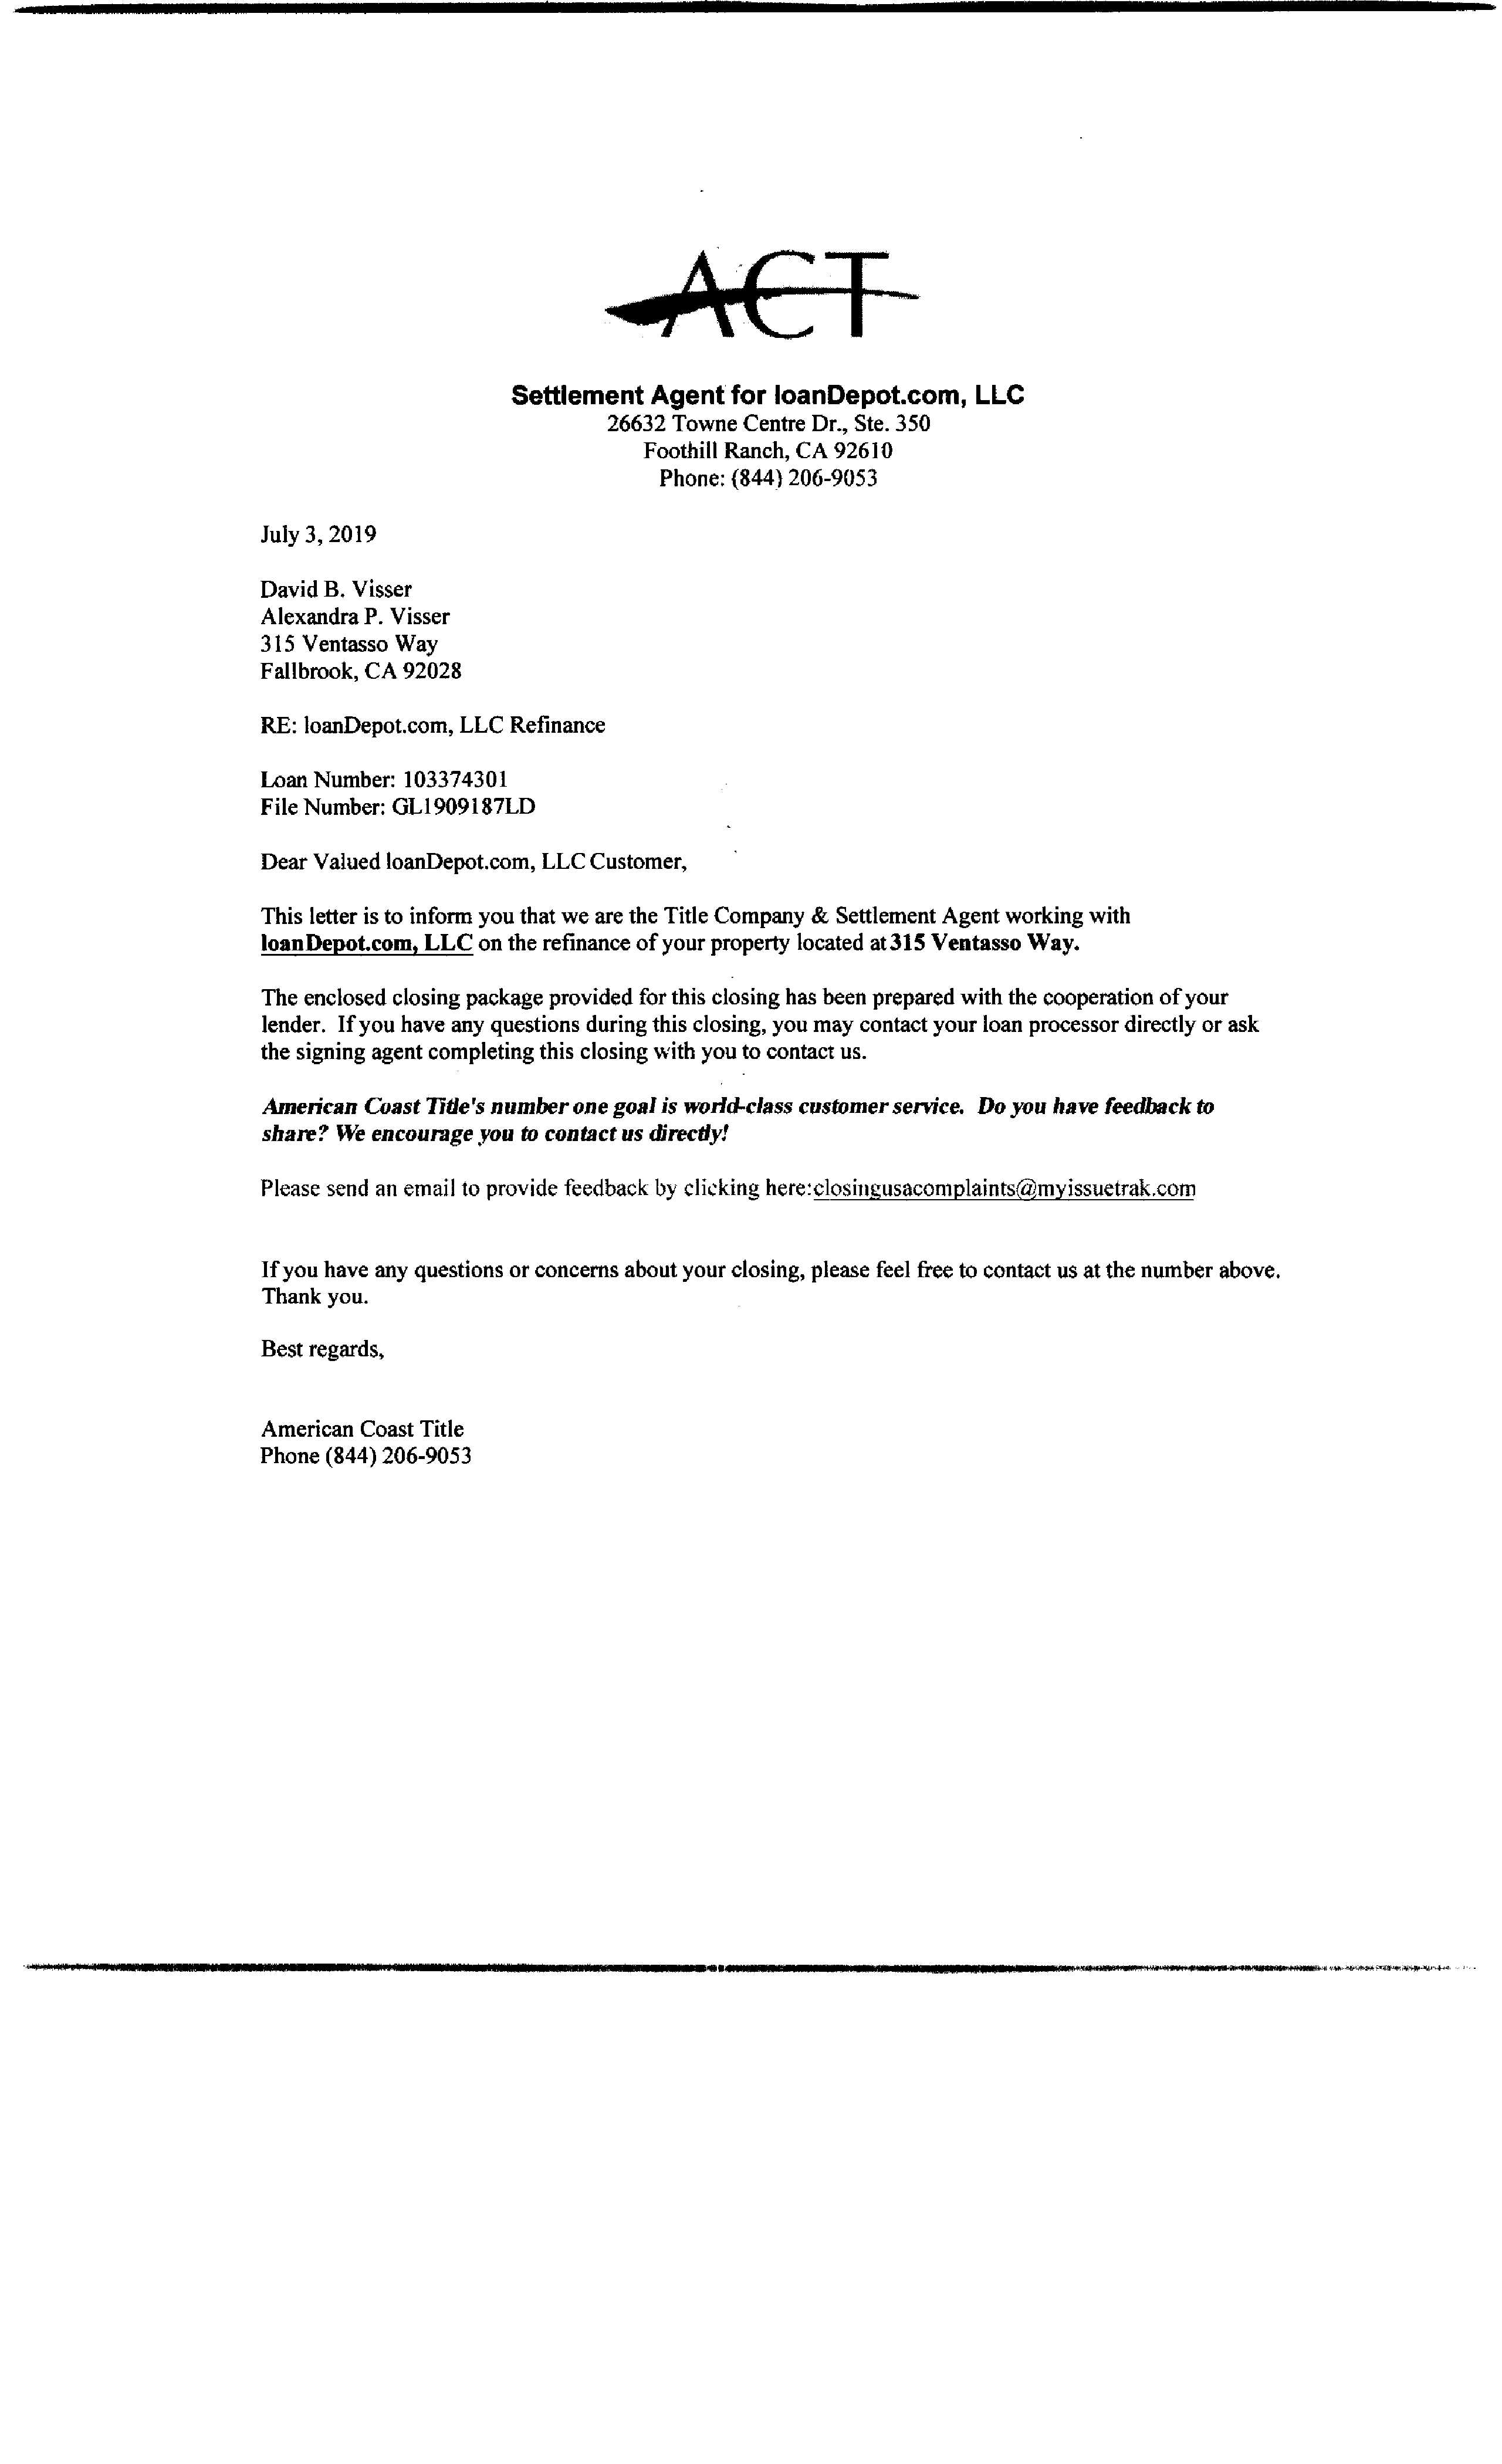 ACT
Settlement Agent for loanDepot.com, LLC
26632 Towne Centre Dr., Ste. 350
Foothill Ranch, CA 92610
Phone: (844) 206-9053
July 3, 2019
David B. Visser
Alexandra P. Visser
315 Ventasso Way
Fallbrook, CA 92028
RE: loanDepot.com, LLC Refinance
Loan Number: 103374301
File Number: GL1909187LD
Dear Valued loanDepot.com, LLC Customer,
This letter is to inform you that we are the Title Company & Settlement Agent working with
loanDepot.com, LLC on the refinance of your property located at 315 Ventasso Way.
The enclosed closing package provided for this closing has been prepared with the cooperation of your
lender. If you have any questions during this closing, you may contact your loan processor directly or ask
the signing agent completing this closing with you to contact us.
American Coast Title's number one goal is world-class customer service. Do you have feedback to
share? We encourage you to contact us directly!
Please send an email to provide feedback by clicking here:closingusacomplaints@myissuetrak.com
If you have any questions or concerns about your closing, please feel free to contact us at the number above.
Thank you.
Best regards,
American Coast Title
Phone (844) 206-9053